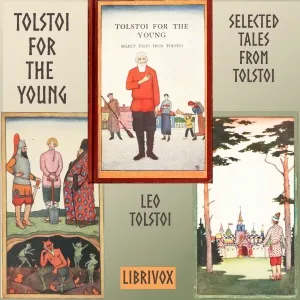 TOLSTOI
FOR
THE
YOUNG
TOLSTOI FOR THE
YOUNG
SELECT TALES FROM TOLSTOI
SELECTED
TALES
FROM
TOLSTOI
LEO
TOLSTOI
LIBRIVOX